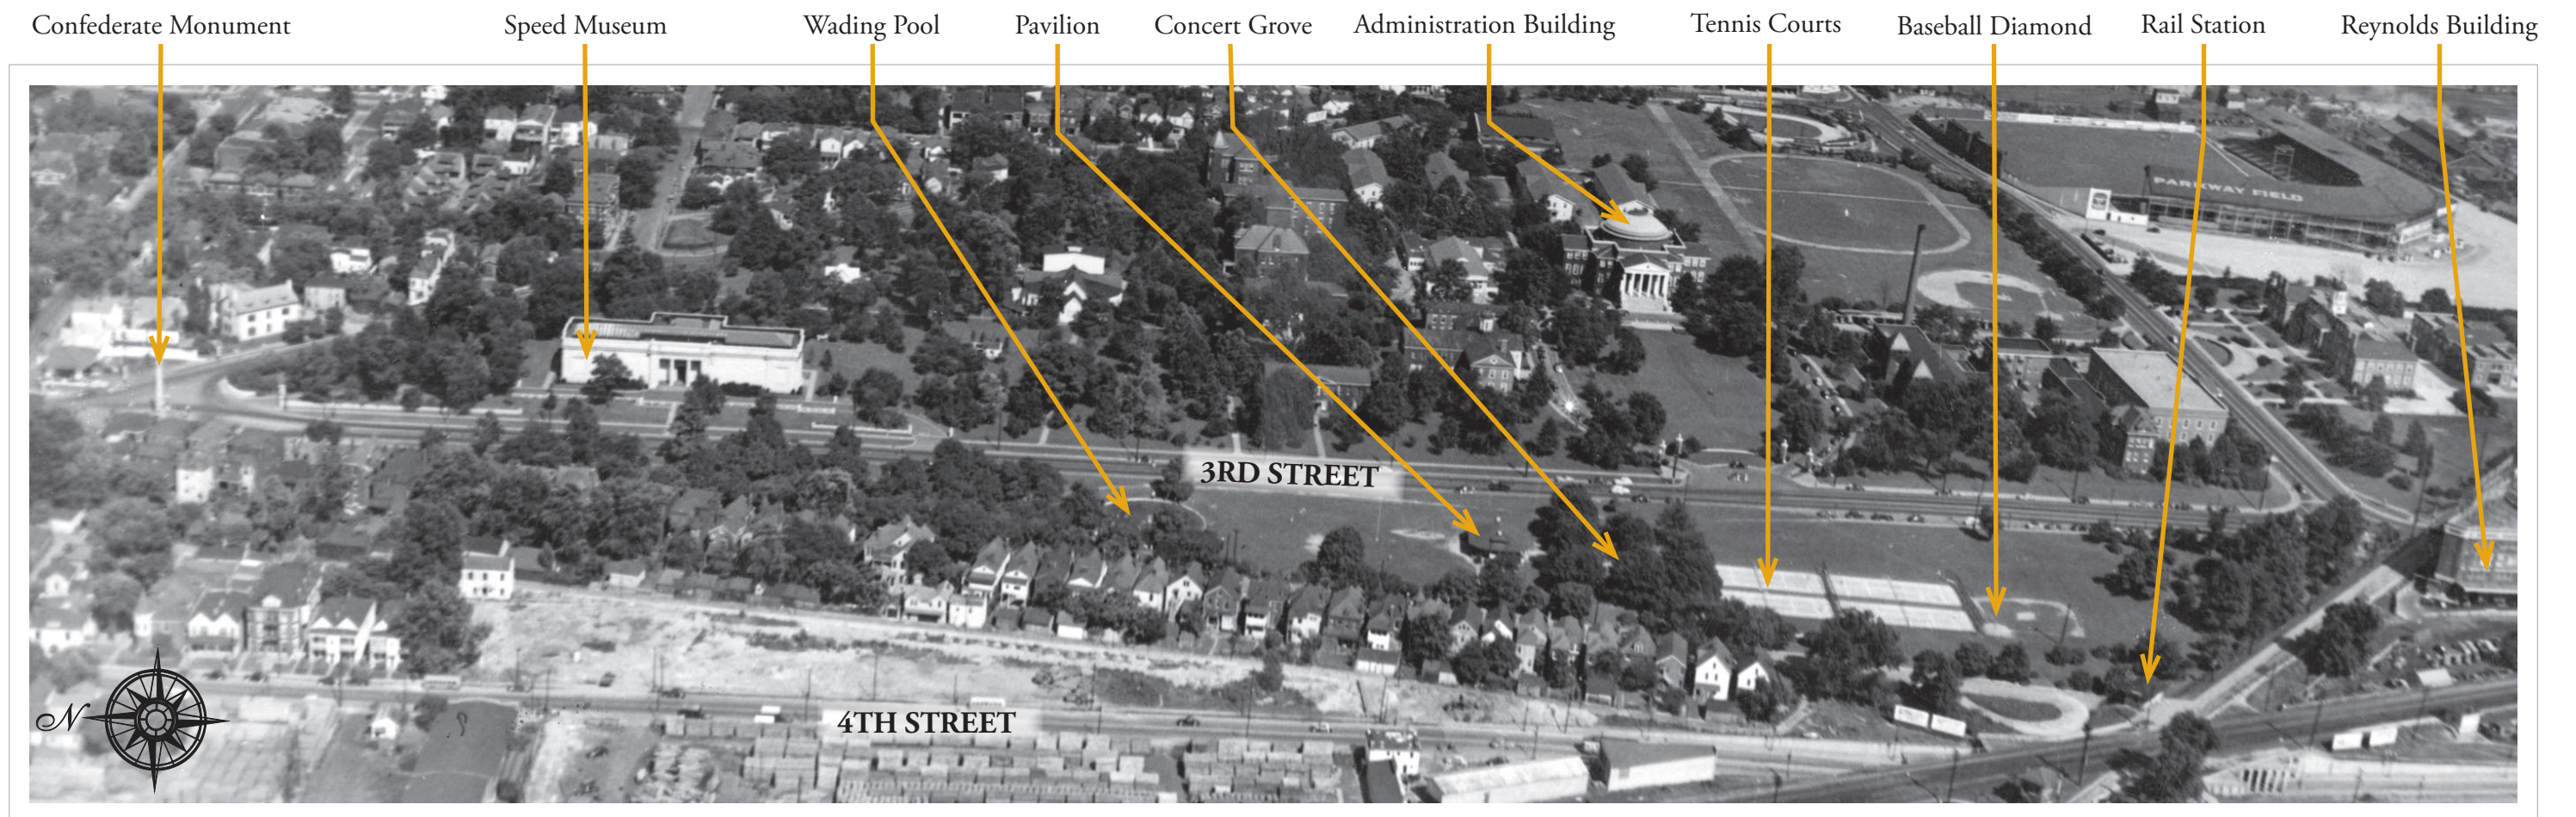 Confederate Monument
Speed Museum
Wading Pool
Pavilion
Concert Grove
Administration Building
Tennis Courts
Baseball Diamond
Rail Station
Reynolds Building
PARKWAY FIELD
3RD STREET
4TH STREET
N